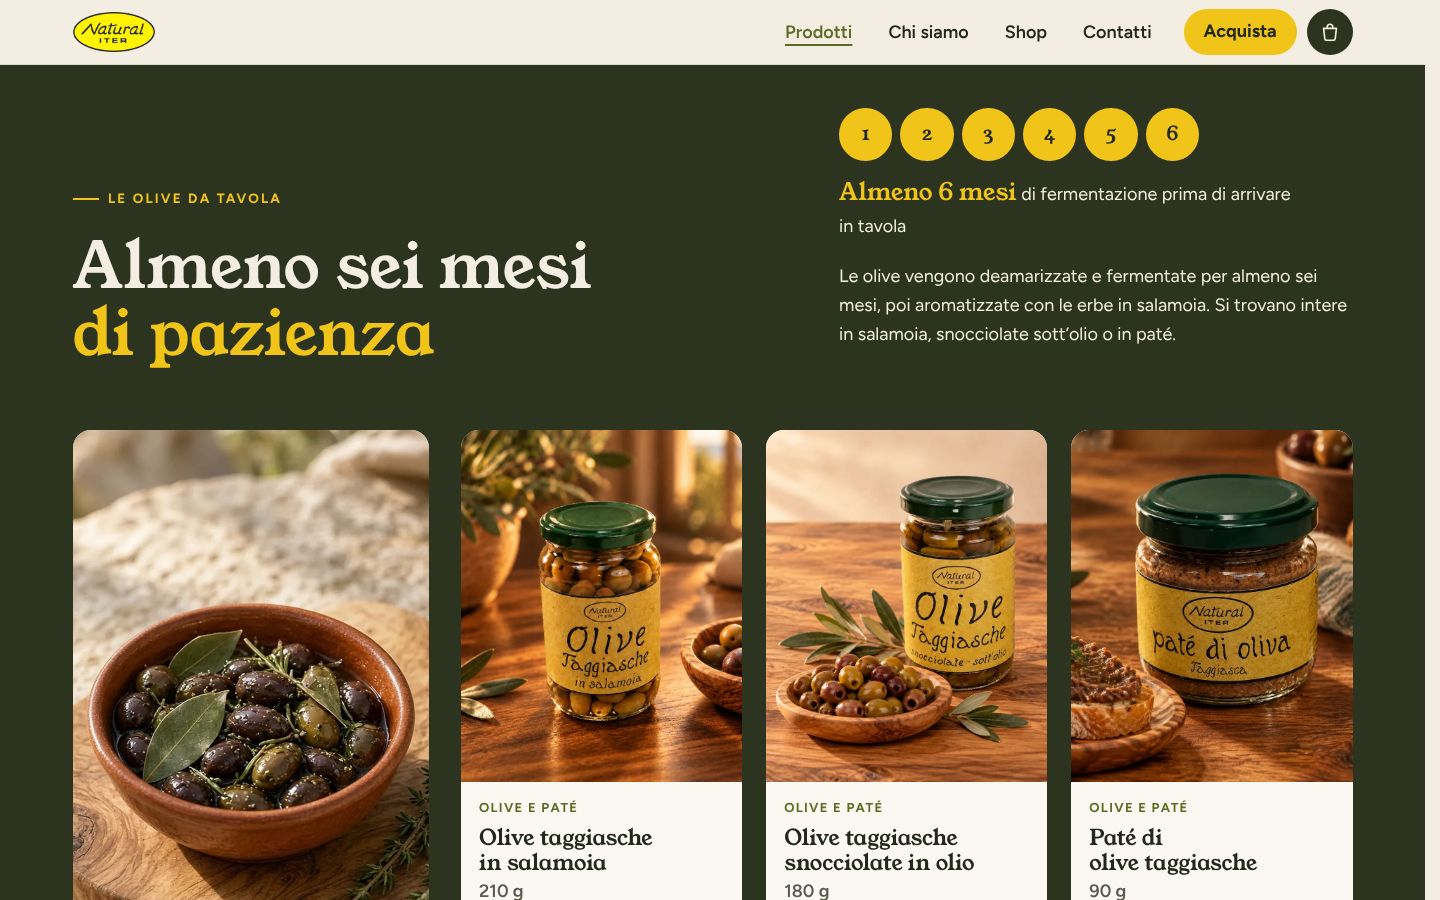 Natural
ITER
Prodotti
Chi siamo
Shop
Contatti
Acquista
1 2 3 4 5 6
LE OLIVE DA TAVOLA
Almeno sei mesi
di pazienza
Almeno 6 mesi di fermentazione prima di arrivare
in tavola
Le olive vengono deamarizzate e fermentate per almeno sei
mesi, poi aromatizzate con le erbe in salamoia. Si trovano intere
in salamoia, snocciolate sott’olio o in paté.
Natural
ITER
Olive
Taggiasche
in salamoia
Natural
ITER
Olive
Taggiasche
snocciolate - sott'olio
Natural
ITER
paté di oliva
Taggiasca
OLIVE E PATÉ
Olive taggiasche
in salamoia
210 g
OLIVE E PATÉ
Olive taggiasche
snocciolate in olio
180 g
OLIVE E PATÉ
Paté di
olive taggiasche
90 g